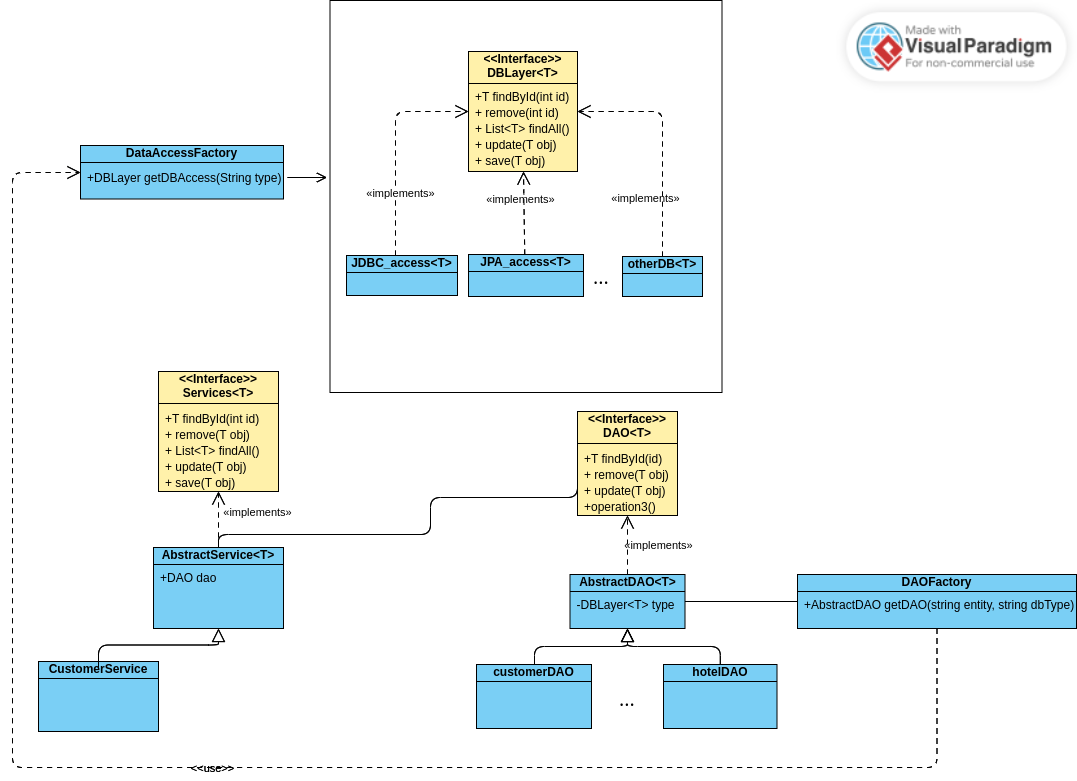 Made with
Visual Paradigm
For non-commercial use
<<Interface>>
DBLayer<T>
+T findById(int id)
+ remove(int id)
+ List<T> findAll()
+ update(T obj)
+ save(T obj)
DataAccessFactory
+DBLayer getDBAccess(String type)
«implements»
«implements»
«implements»
JDBC_access<T>
JPA_access<T>
...
otherDB<T>
<<Interface>>
Services<T>
+T findById(int id)
+ remove(T obj)
+ List<T> findAll()
+ update(T obj)
+ save(T obj)
<<Interface>>
DAO<T>
+T findById(id)
+ remove(T obj)
+ update(T obj)
+operation3()
«implements»
«implements»
AbstractService<T>
+DAO dao
AbstractDAO<T>
-DBLayer<T> type
DAOFactory
+AbstractDAO getDAO(string entity, string dbType)
CustomerService
customerDAO
...
hotelDAO
<<use>>